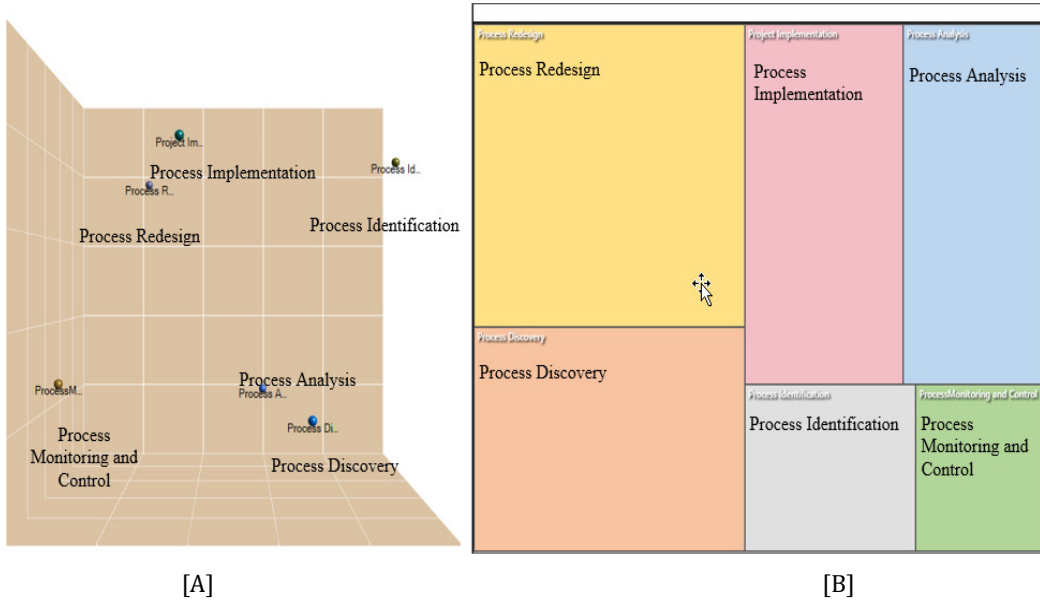 Project Im..
Process Implementation
Process Id..
Process R..
Process Identification
Process Redesign
Process Analysis
ProcessM...
Process A...
Process Di...
Process
Monitoring and
Control
Process Discovery
[A]
Process Redesign
Process Redesign
Project Implementation
Process
Implementation
Process Analysis
Process Analysis
Process Discovery
Process Discovery
Process Identification
Process Identification
ProcessMonitoring and Control
Process
Monitoring and
Control
[B]